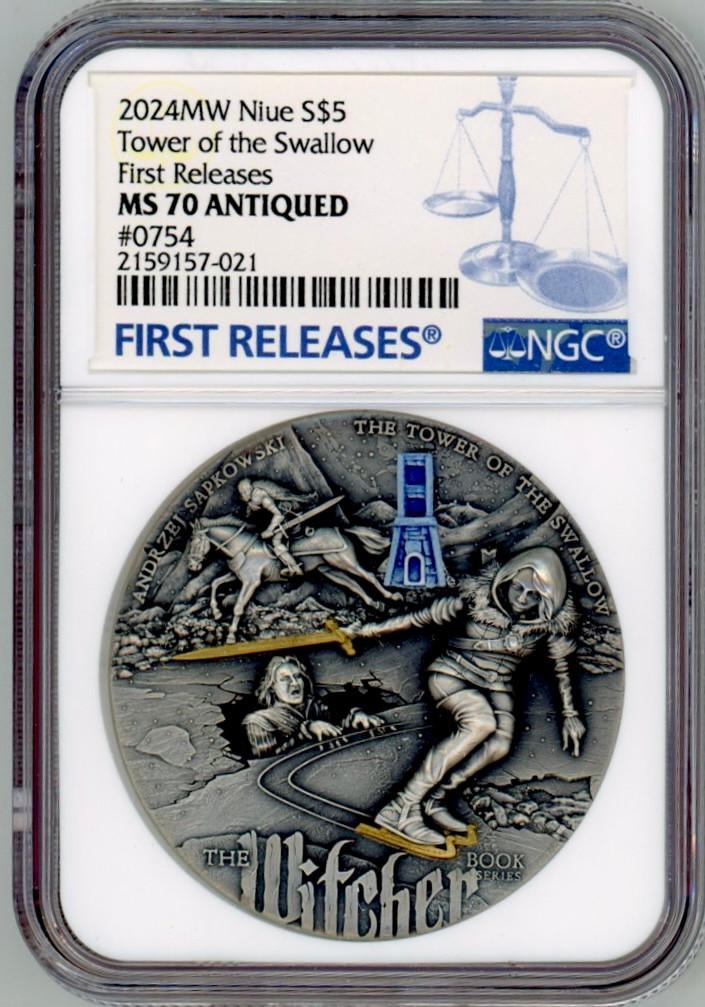 2024MW Niue S$5
Tower of the Swallow
First Releases
MS 70 ANTIQUED
#0754
2159157-021
FIRST RELEASES®
NGC®
ANDRZEJ SAPKOWSKI
THE TOWER OF THE SWALLOW
THE Witcher BOOK
SERIES